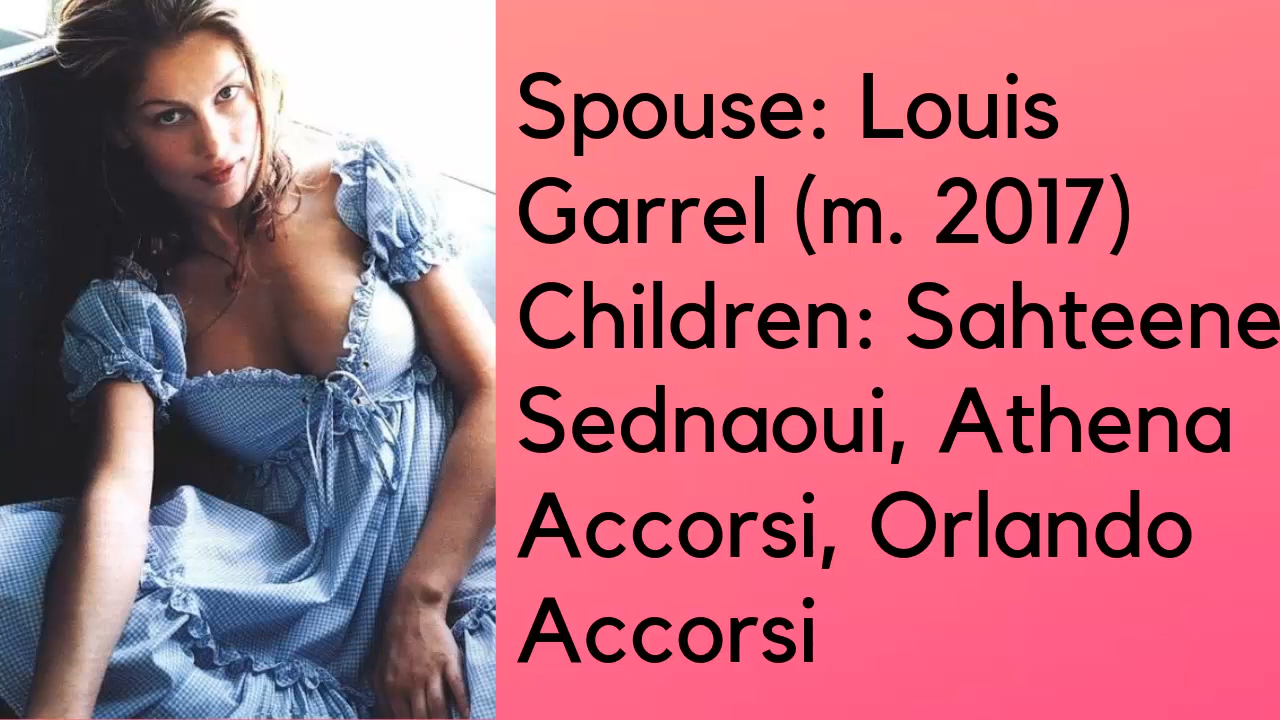 Spouse: Louis
Garrel (m. 2017)
Children: Sahteene
Sednaoui, Athena
Accorsi, Orlando
Accorsi